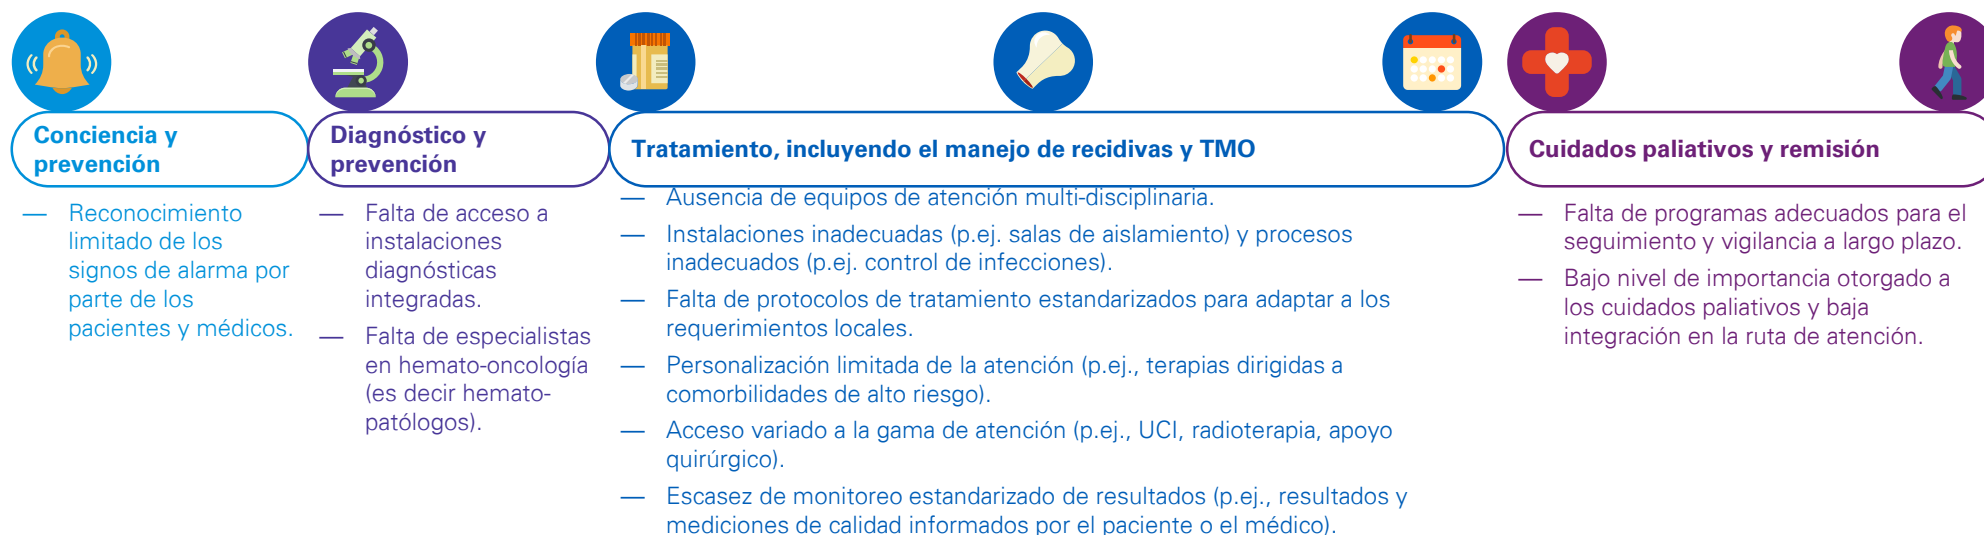 Conciencia y
prevención
— Reconocimiento
limitado de los
signos de alarma por
parte de los
pacientes y médicos.
Diagnóstico y
prevención
— Falta de acceso a
instalaciones
diagnósticas
integradas.
— Falta de especialistas
en hemato-oncología
(es decir hemato-
patólogos).
Tratamiento, incluyendo el manejo de recidivas y TMO
— Ausencia de equipos de atención multi-disciplinaria.
— Instalaciones inadecuadas (p.ej. salas de aislamiento) y procesos
inadecuados (p.ej. control de infecciones).
— Falta de protocolos de tratamiento estandarizados para adaptar a los
requerimientos locales.
— Personalización limitada de la atención (p.ej., terapias dirigidas a
comorbilidades de alto riesgo).
— Acceso variado a la gama de atención (p.ej., UCI, radioterapia, apoyo
quirúrgico).
— Escasez de monitoreo estandarizado de resultados (p.ej., resultados y
mediciones de calidad informados por el paciente o el médico).
Cuidados paliativos y remisión
— Falta de programas adecuados para el
seguimiento y vigilancia a largo plazo.
— Bajo nivel de importancia otorgado a
los cuidados paliativos y baja
integración en la ruta de atención.